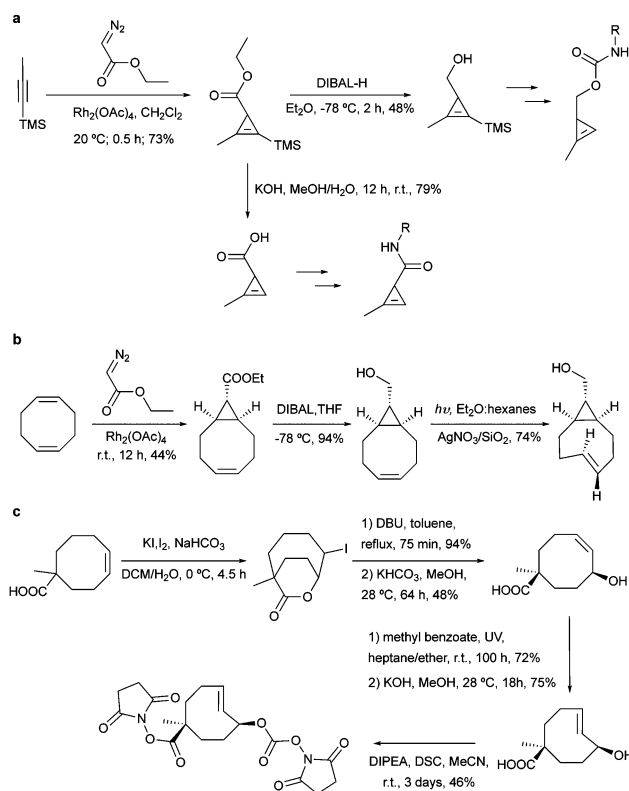 a
N₂
O
O
Rh₂(OAc)₄, CH₂Cl₂
20 ºC; 0.5 h; 73%
TMS
O
O
TMS
DIBAL-H
Et₂O, -78 ºC, 2 h, 48%
OH
TMS
R
NH
O
O
KOH, MeOH/H₂O, 12 h, r.t., 79%
OH
O
R
HN
O
b
N₂
O
O
Rh₂(OAc)₄
r.t., 12 h, 44%
COOEt
H
H
DIBAL,THF
-78 ºC, 94%
HO
H
H
hυ, Et₂O:hexanes
AgNO₃/SiO₂, 74%
HO
H
H
H
H
c
HOOC
KI,I₂, NaHCO₃
DCM/H₂O, 0 ºC, 4.5 h
I
O
O
1) DBU, toluene,
reflux, 75 min, 94%
2) KHCO₃, MeOH,
28 ºC, 64 h, 48%
HOOC
OH
1) methyl benzoate, UV,
heptane/ether, r.t., 100 h, 72%
2) KOH, MeOH, 28 ºC, 18h, 75%
HOOC
OH
DIPEA, DSC, MeCN,
r.t., 3 days, 46%
O
N
O
O
O
O
O
O
N
O
O